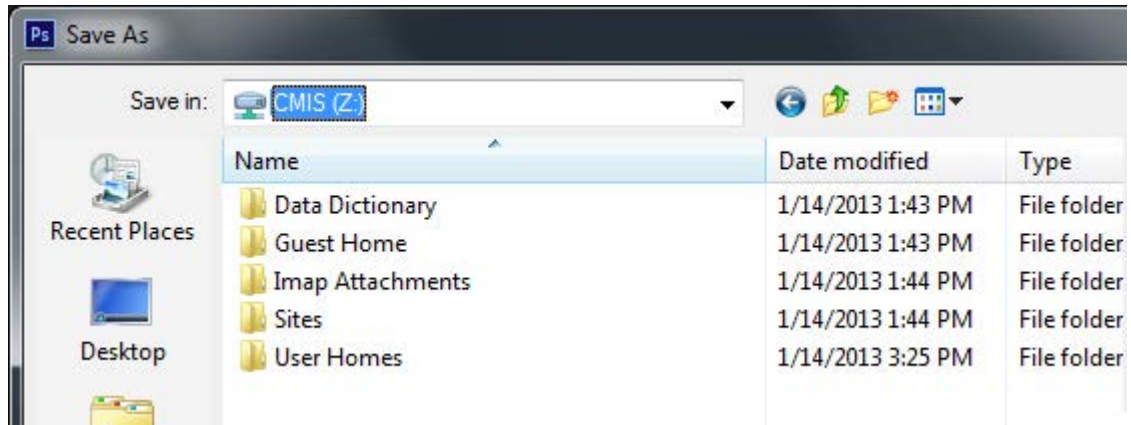 Ps Save As
Save in: CMIS (Z:)
Name Date modified Type
Data Dictionary 1/14/2013 1:43 PM File folder
Guest Home 1/14/2013 1:43 PM File folder
Imap Attachments 1/14/2013 1:44 PM File folder
Sites 1/14/2013 1:44 PM File folder
User Homes 1/14/2013 3:25 PM File folder
Recent Places
Desktop